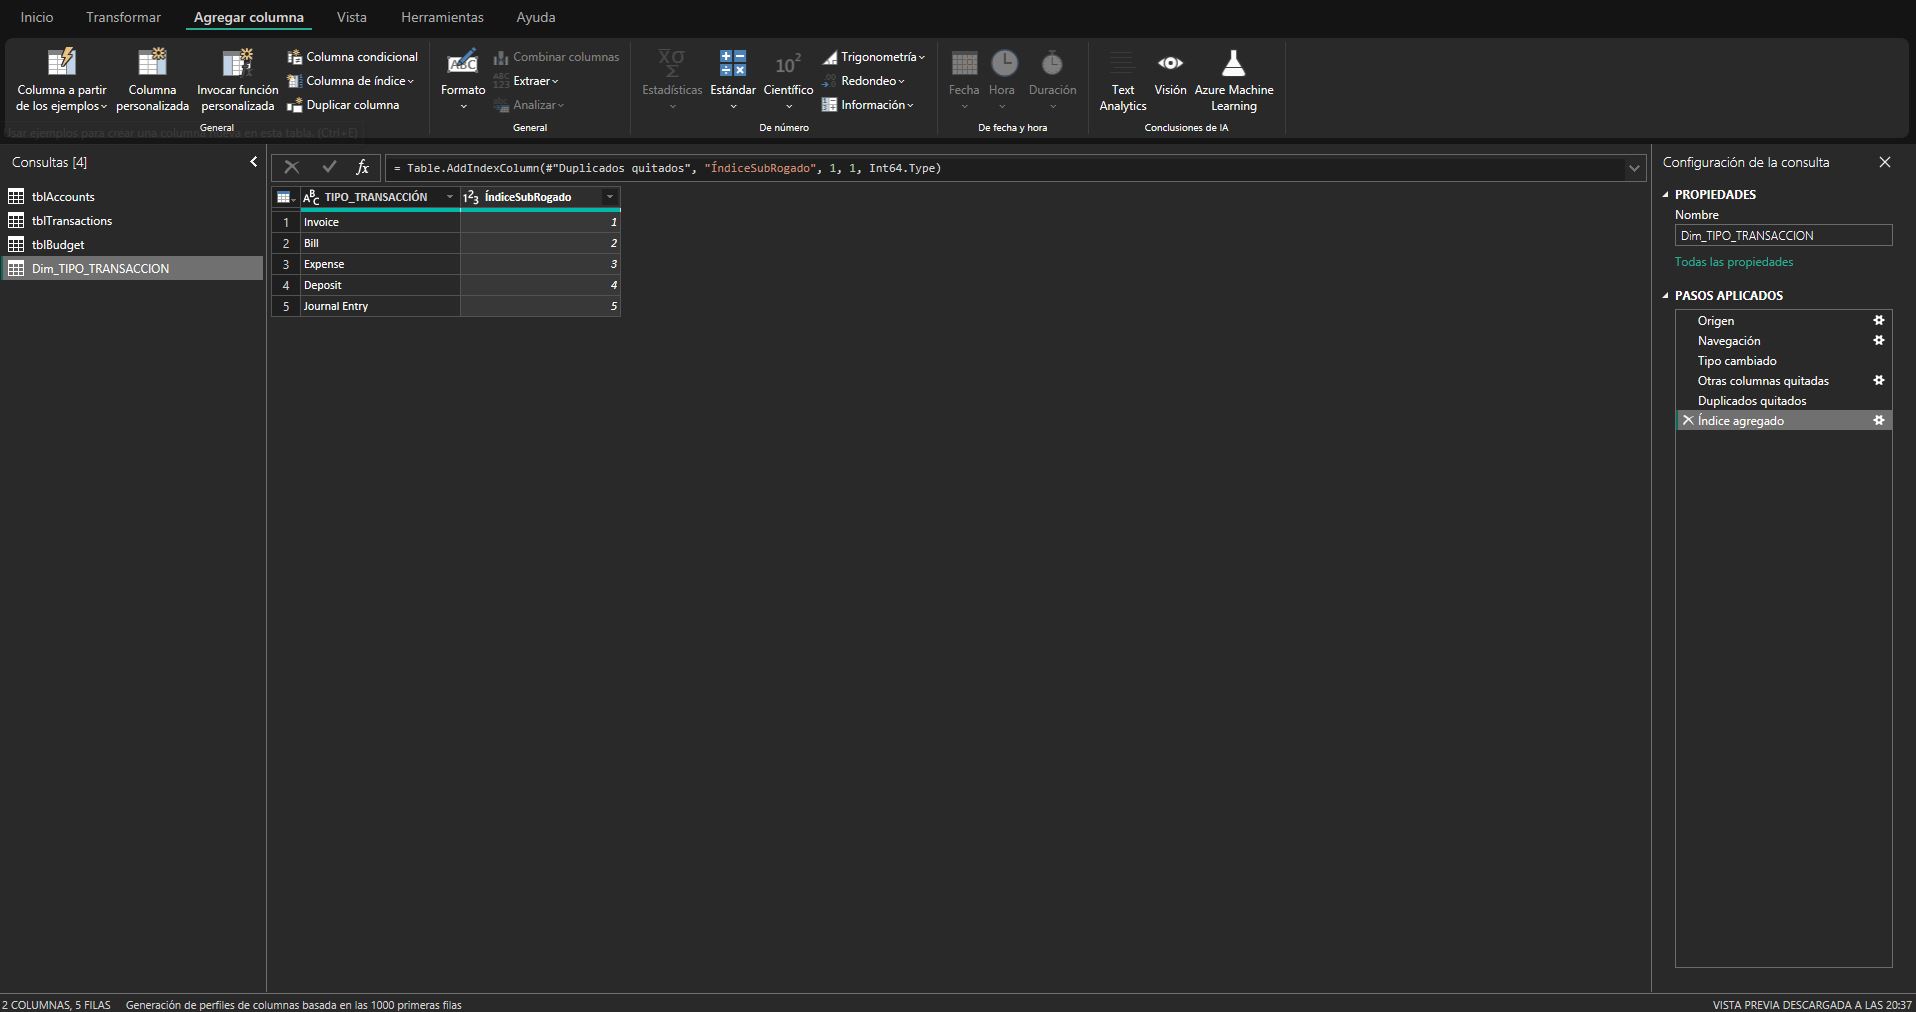 Inicio Transformar Agregar columna Vista Herramientas Ayuda
Columna a partir de los ejemplos
Columna personalizada
Invocar función personalizada
Columna condicional
Columna de índice
Duplicar columna
General
Formato
Combinar columnas
Extraer
Analizar
General
Estadísticas
Estándar
Científico
Trigonometría
Redondeo
Información
De número
Fecha
Hora
Duración
De fecha y hora
Text Analytics
Visión
Azure Machine Learning
Conclusiones de IA
Usar ejemplos para crear una columna nueva en esta tabla. (Ctrl+E)
Consultas [4]
tblAccounts
tblTransactions
tblBudget
Dim_TIPO_TRANSACCION
fx = Table.AddIndexColumn(#"Duplicados quitados", "ÍndiceSubRogado", 1, 1, Int64.Type)
TIPO_TRANSACCIÓN ÍndiceSubRogado
1 Invoice 1
2 Bill 2
3 Expense 3
4 Deposit 4
5 Journal Entry 5
Configuración de la consulta
PROPIEDADES
Nombre
Dim_TIPO_TRANSACCION
Todas las propiedades
PASOS APLICADOS
Origen
Navegación
Tipo cambiado
Otras columnas quitadas
Duplicados quitados
Índice agregado
2 COLUMNAS, 5 FILAS Generación de perfiles de columnas basada en las 1000 primeras filas
VISTA PREVIA DESCARGADA A LAS 20:37